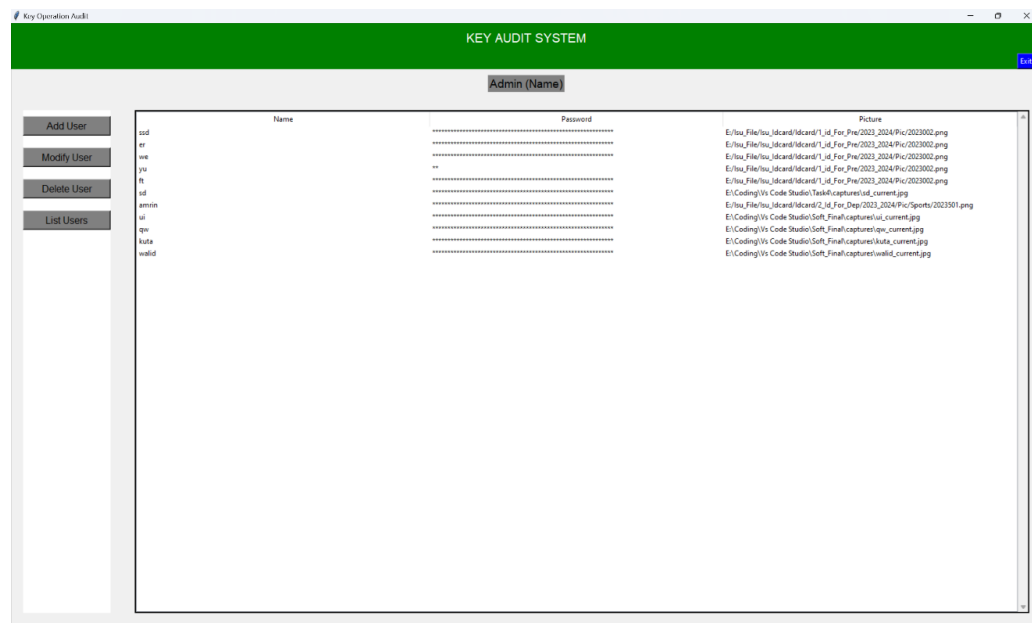 Key Operation Audit
KEY AUDIT SYSTEM
Exit
Admin (Name)
Add User
Modify User
Delete User
List Users
Name Password Picture
ssd ************************************************************ E:/Isu_File/Isu_Idcard/Idcard/1_id_For_Pre/2023_2024/Pic/2023002.png
er ************************************************************ E:/Isu_File/Isu_Idcard/Idcard/1_id_For_Pre/2023_2024/Pic/2023002.png
we ************************************************************ E:/Isu_File/Isu_Idcard/Idcard/1_id_For_Pre/2023_2024/Pic/2023002.png
yu ** E:/Isu_File/Isu_Idcard/Idcard/1_id_For_Pre/2023_2024/Pic/2023002.png
ft ************************************************************ E:/Isu_File/Isu_Idcard/Idcard/1_id_For_Pre/2023_2024/Pic/2023002.png
sd ************************************************************ E:\Coding\Vs Code Studio\Task4\captures\sd_current.jpg
amrin ************************************************************ E:/Isu_File/Isu_Idcard/Idcard/2_Id_For_Dep/2023_2024/Pic/Sports/2023501.png
ui ************************************************************ E:\Coding\Vs Code Studio\Soft_Final\captures\ui_current.jpg
qw ************************************************************ E:\Coding\Vs Code Studio\Soft_Final\captures\qw_current.jpg
kuta ************************************************************ E:\Coding\Vs Code Studio\Soft_Final\captures\kuta_current.jpg
walid ************************************************************ E:\Coding\Vs Code Studio\Soft_Final\captures\walid_current.jpg